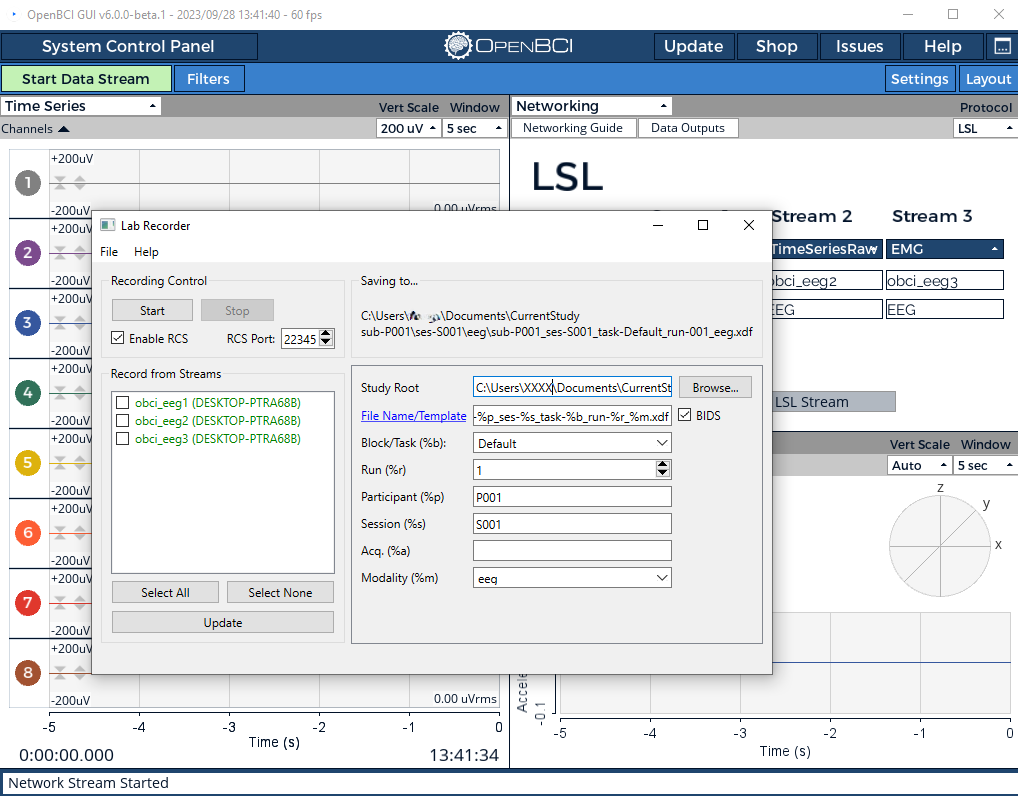 OpenBCI GUI v6.0.0-beta.1 - 2023/09/28 13:41:40 - 60 fps
System Control Panel
OPENBCI
Update
Shop
Issues
Help
Start Data Stream
Filters
Settings
Layout
Time Series
Vert Scale
Window
Channels
200 uV
5 sec
Networking
Protocol
Networking Guide
Data Outputs
LSL
LSL
Stream 2
Stream 3
TimeSeriesRaw
EMG
obci_eeg2
obci_eeg3
EEG
EEG
LSL Stream
1
+200uV
-200uV
0.00 uVrms
2
+200uV
-200uV
3
+200uV
-200uV
4
+200uV
-200uV
5
+200uV
-200uV
6
+200uV
-200uV
7
+200uV
-200uV
8
+200uV
-200uV
0.00 uVrms
Lab Recorder
File
Help
Recording Control
Start
Stop
Enable RCS
RCS Port:
22345
Saving to...
C:\Users\ \Documents\CurrentStudy
sub-P001\ses-S001\eeg\sub-P001_ses-S001_task-Default_run-001_eeg.xdf
Record from Streams
obci_eeg1 (DESKTOP-PTRA68B)
obci_eeg2 (DESKTOP-PTRA68B)
obci_eeg3 (DESKTOP-PTRA68B)
Select All
Select None
Update
Study Root
C:\Users\XXXX\Documents\CurrentSt
Browse...
File Name/Template
-%p_ses-%s_task-%b_run-%r_%m.xdf
BIDS
Block/Task (%b):
Default
Run (%r)
1
Participant (%p)
P001
Session (%s)
S001
Acq. (%a)
Modality (%m)
eeg
Vert Scale
Window
Auto
5 sec
z
y
x
Accele
-0.1
-5 -4 -3 -2 -1 0
Time (s)
0:00:00.000
13:41:34
-5 -4 -3 -2 -1 0
Time (s)
Network Stream Started